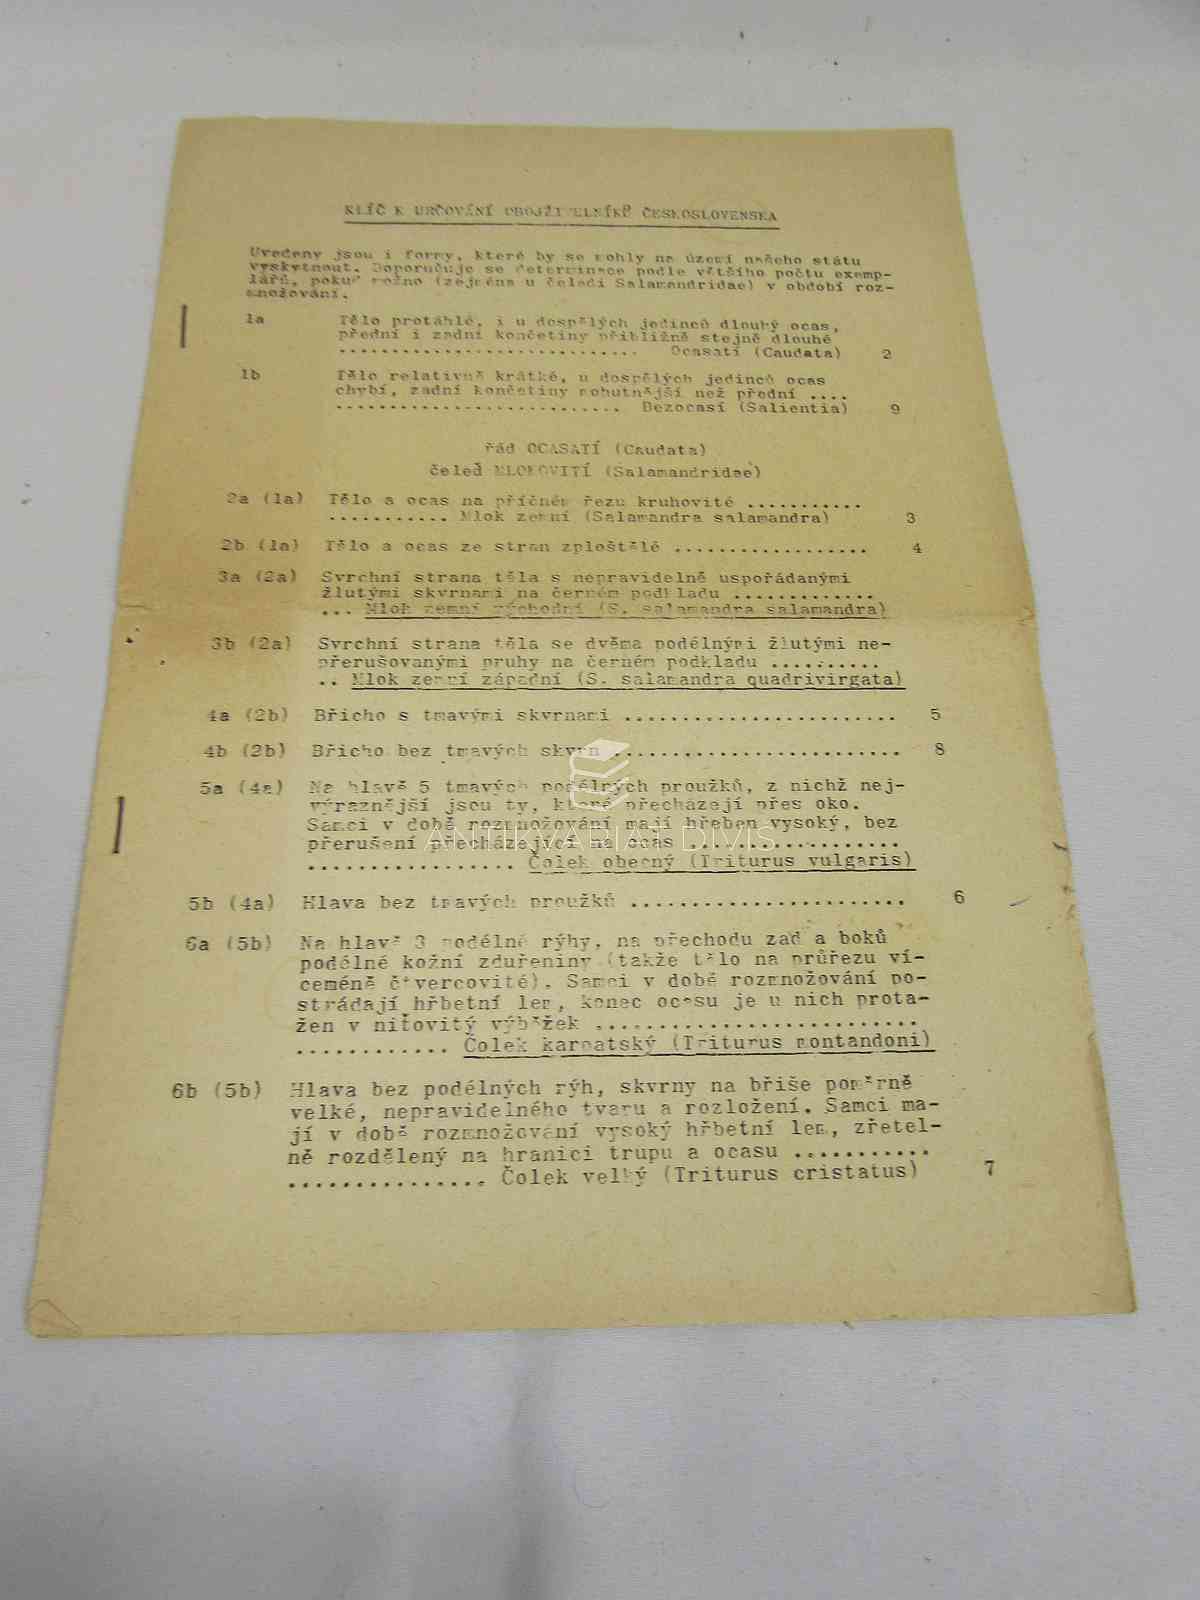 KLÍČ K URČOVÁNÍ OBOJŽIVELNÍKŮ ČESKOSLOVENSKA
Uvedeny jsou i formy, které by se mohly na území našeho státu
vyskytnout. Doporučuje se determinace podle většího počtu exemp-
lářů, pokud možno (zejména u čeledi Salamandridae) v období roz-
množování.
1a Tělo protáhlé, i u dospělých jedinců dlouhý ocas,
přední i zadní končetiny přibližně stejně dlouhé
............................ Ocasatí (Caudata) 2
1b Tělo relativně krátké, u dospělých jedinců ocas
chybí, zadní končetiny mohutnější než přední ....
........................... Bezocasí (Salientia) 9
řád OCASATÍ (Caudata)
čeleď MLOKOVITÍ (Salamandridae)
2a (1a) Tělo a ocas na příčném řezu kruhovité ...........
........... Mlok zemní (Salamandra salamandra) 3
2b (1a) Tělo a ocas ze stran zploštělé .................. 4
3a (2a) Svrchní strana těla s nepravidelně uspořádanými
žlutými skvrnami na černém podkladu .............
... Mlok zemní východní (S. salamandra salamandra)
3b (2a) Svrchní strana těla se dvěma podélnými žlutými ne-
přerušovanými pruhy na černém podkladu ..........
.. Mlok zemní západní (S. salamandra quadrivirgata)
4a (2b) Břicho s tmavými skvrnami ......................... 5
4b (2b) Břicho bez tmavých skvrn .......................... 8
5a (4a) Na hlavě 5 tmavých podélných proužků, z nichž nej-
výraznější jsou ty, které přecházejí přes oko.
Samci v době rozmnožování mají hřeben vysoký, bez
přerušení přecházející na ocas ..................
................. Čolek obecný (Triturus vulgaris)
5b (4a) Hlava bez tmavých proužků ........................ 6
6a (5b) Na hlavě 3 podélné rýhy, na přechodu zad a boků
podélné kožní zduřeniny (takže tělo na průřezu ví-
ceméně čtvercovité). Samci v době rozmnožování po-
strádají hřbetní lem, konec ocasu je u nich prota-
žen v niťovitý výběžek ..........................
............ Čolek karpatský (Triturus montandoni)
6b (5b) Hlava bez podélných rýh, skvrny na břiše poměrně
velké, nepravidelného tvaru a rozložení. Samci ma-
jí v době rozmnožování vysoký hřbetní lem, zřetel-
ně rozdělený na hranici trupu a ocasu ...........
................ Čolek velký (Triturus cristatus) 7
ANTIKVARIAT DMS